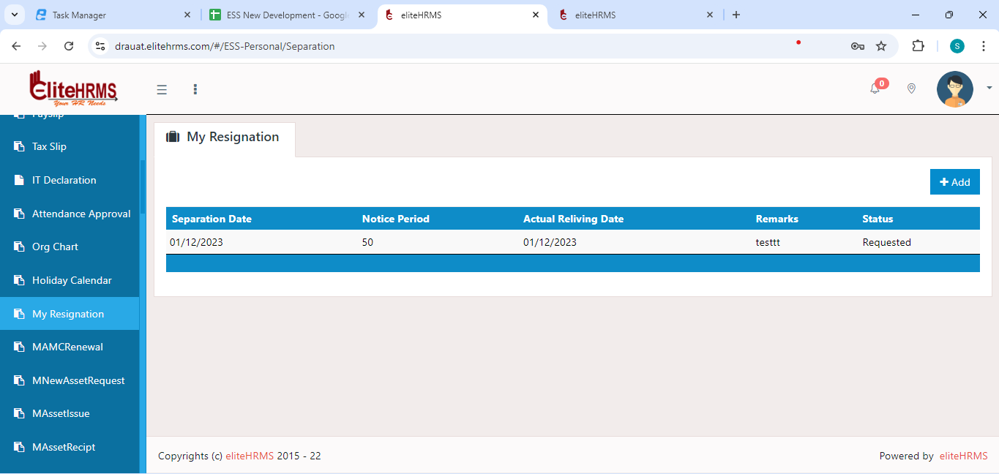 Task Manager
ESS New Development - Google
eliteHRMS
eliteHRMS
drauat.elitehrms.com/#/ESS-Personal/Separation
S
EliteHRMS
Your HR Needs
0
Payslip
Tax Slip
IT Declaration
Attendance Approval
Org Chart
Holiday Calendar
My Resignation
MAMCRenewal
MNewAssetRequest
MAssetIssue
MAssetRecipt
My Resignation
Add
Separation Date Notice Period Actual Reliving Date Remarks Status
01/12/2023 50 01/12/2023 testtt Requested
Copyrights (c) eliteHRMS 2015 - 22
Powered by eliteHRMS